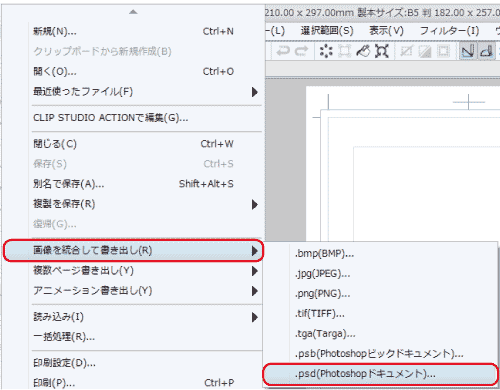 210.00 x 297.00mm 製本サイズ:B5 判 182.00 x 257.0
ー(L) 選択範囲(S) 表示(V) フィルター(I)
新規(N)... Ctrl+N
クリップボードから新規作成(B)
開く(O)... Ctrl+O
最近使ったファイル(F)
CLIP STUDIO ACTIONで編集(G)...
閉じる(C) Ctrl+W
保存(S) Ctrl+S
別名で保存(A)... Shift+Alt+S
複製を保存(R)
復帰(G)...
画像を統合して書き出し(R)
複数ページ書き出し(Y)
アニメーション書き出し(Y)
読み込み(I)
一括処理(R)...
印刷設定(D)...
印刷(P)... Ctrl+P
.bmp(BMP)...
.jpg(JPEG)...
.png(PNG)...
.tif(TIFF)...
.tga(Targa)...
.psb(Photoshopビックドキュメント)...
.psd(Photoshopドキュメント)...